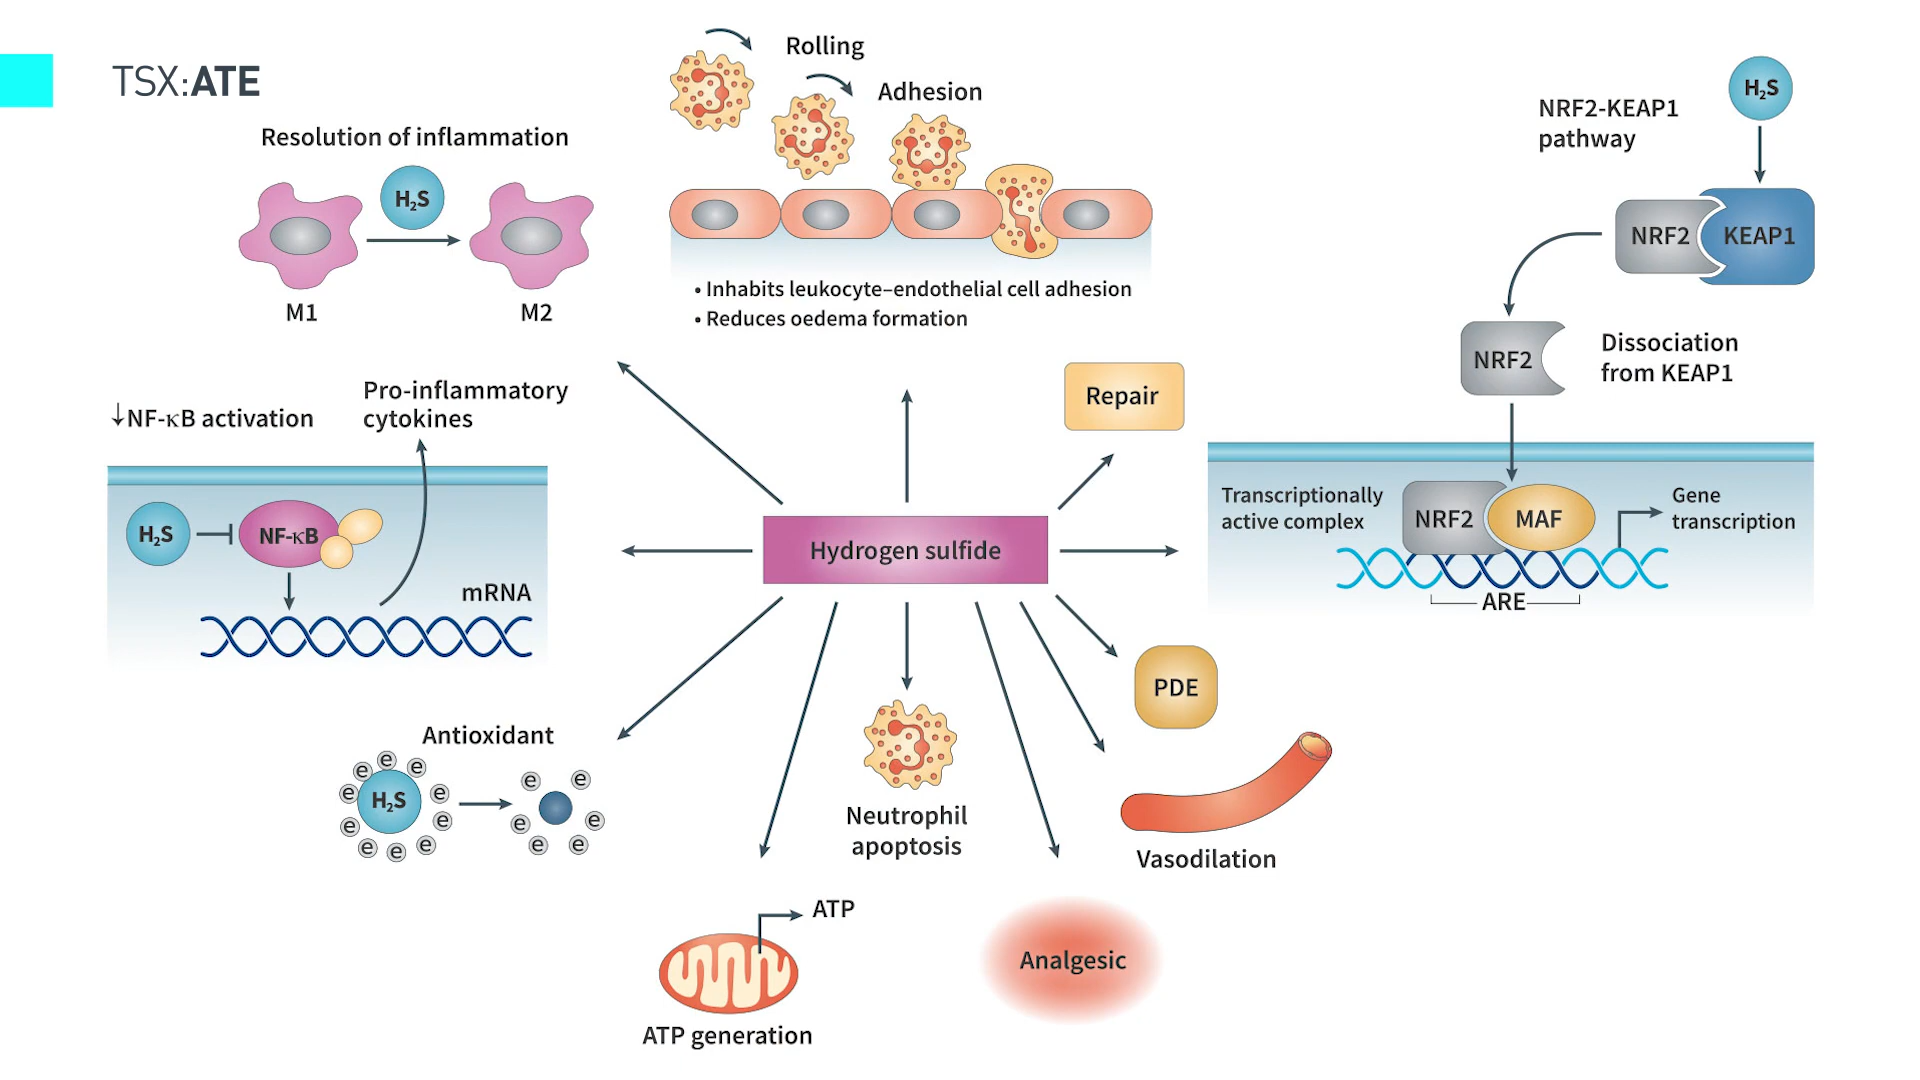 TSX:ATE
Resolution of inflammation
H₂S
M1
M2
Rolling
Adhesion
• Inhabits leukocyte–endothelial cell adhesion
• Reduces oedema formation
NRF2-KEAP1
pathway
H₂S
NRF2
KEAP1
NRF2
Dissociation
from KEAP1
↓NF-κB activation
Pro-inflammatory
cytokines
H₂S
NF-κB
mRNA
Hydrogen sulfide
Repair
Transcriptionally
active complex
NRF2
MAF
Gene
transcription
ARE
PDE
Antioxidant
H₂S
e e e e e e e e e e
e e e e e e
Neutrophil
apoptosis
Vasodilation
ATP
ATP generation
Analgesic